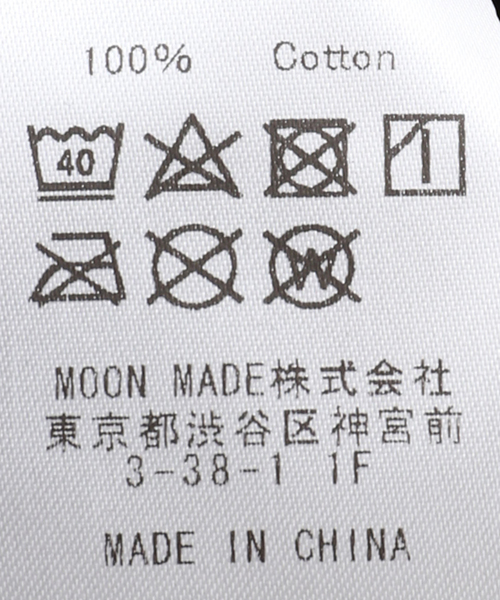 100% Cotton
40
W
MOON MADE株式会社
東京都渋谷区神宮前
3-38-1 1F
MADE IN CHINA